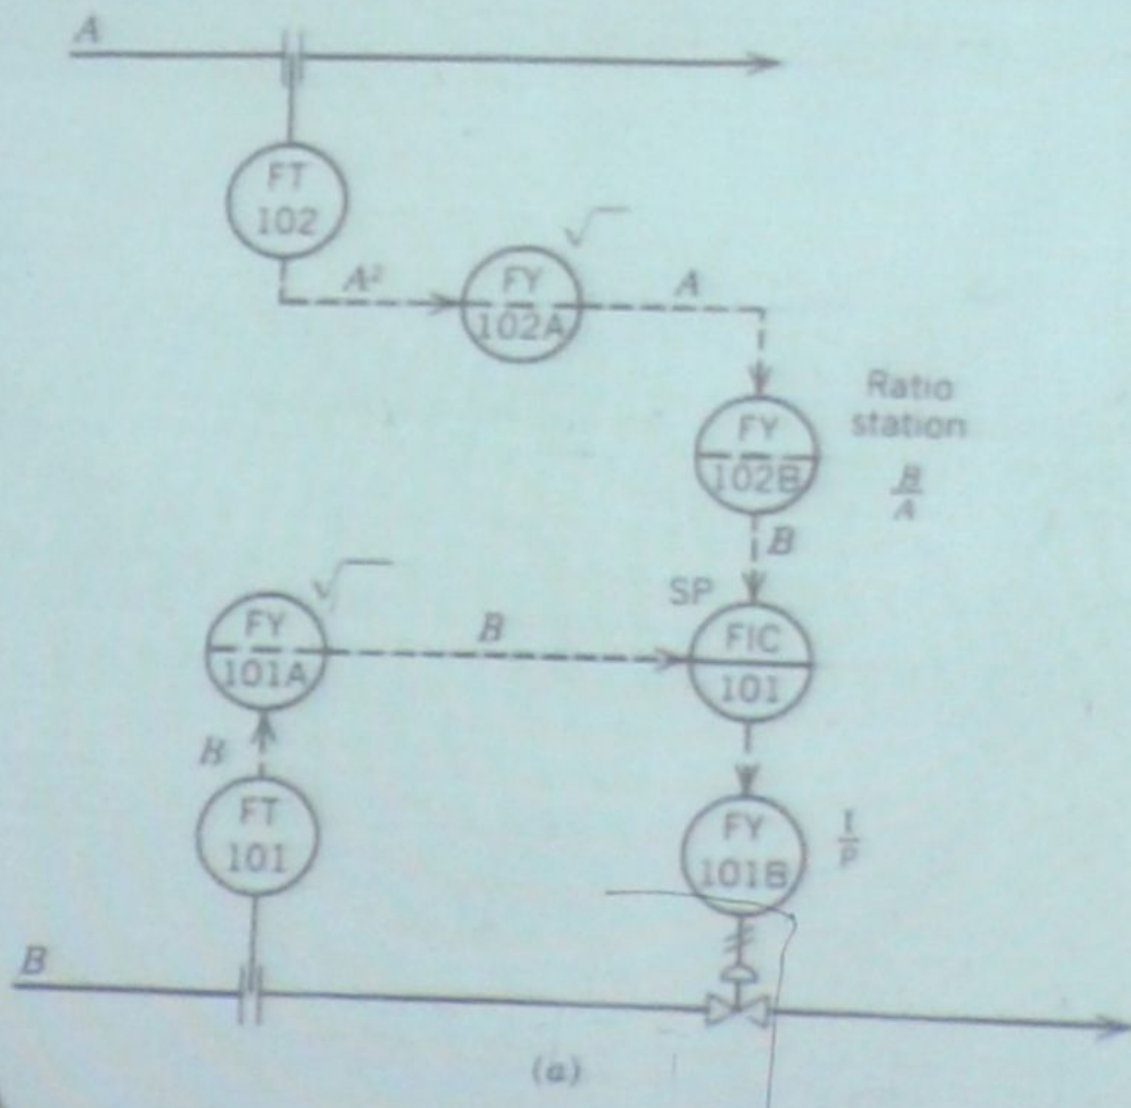 A
FT
102
√
A²
FY
102A
A
Ratio
station
B
A
FY
102B
B
SP
√
FY
101A
B
FIC
101
B
FT
101
FY
101B
I
P
B
(a)